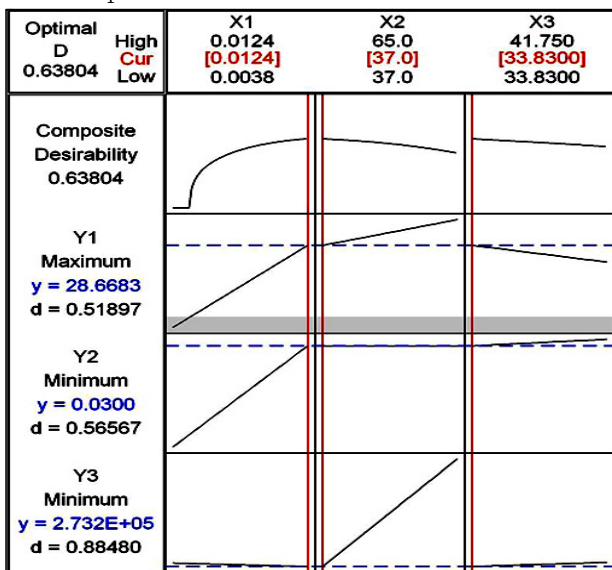 Optimal
D
0.63804
High
Cur
Low
X1
0.0124
[0.0124]
0.0038
X2
65.0
[37.0]
37.0
X3
41.750
[33.8300]
33.8300
Composite
Desirability
0.63804
Y1
Maximum
y = 28.6683
d = 0.51897
Y2
Minimum
y = 0.0300
d = 0.56567
Y3
Minimum
y = 2.732E+05
d = 0.88480